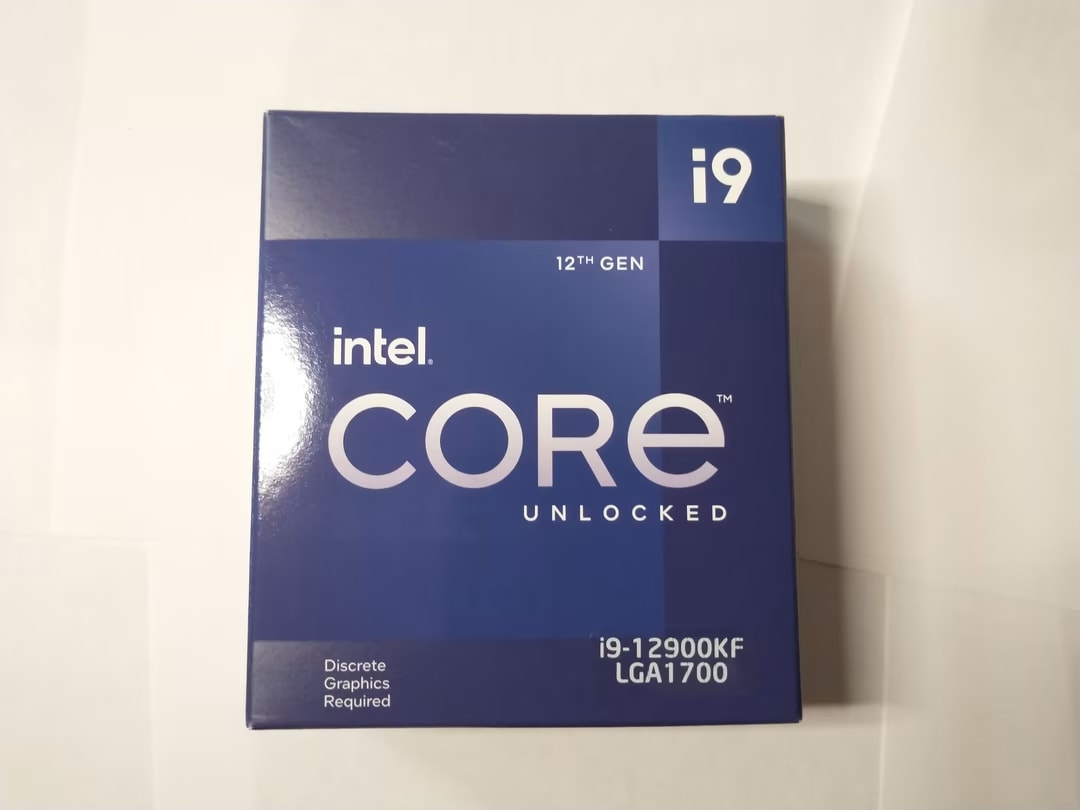 i9
12TH GEN
intel.
CORE™
UNLOCKED
i9-12900KF
LGA1700
Discrete
Graphics
Required